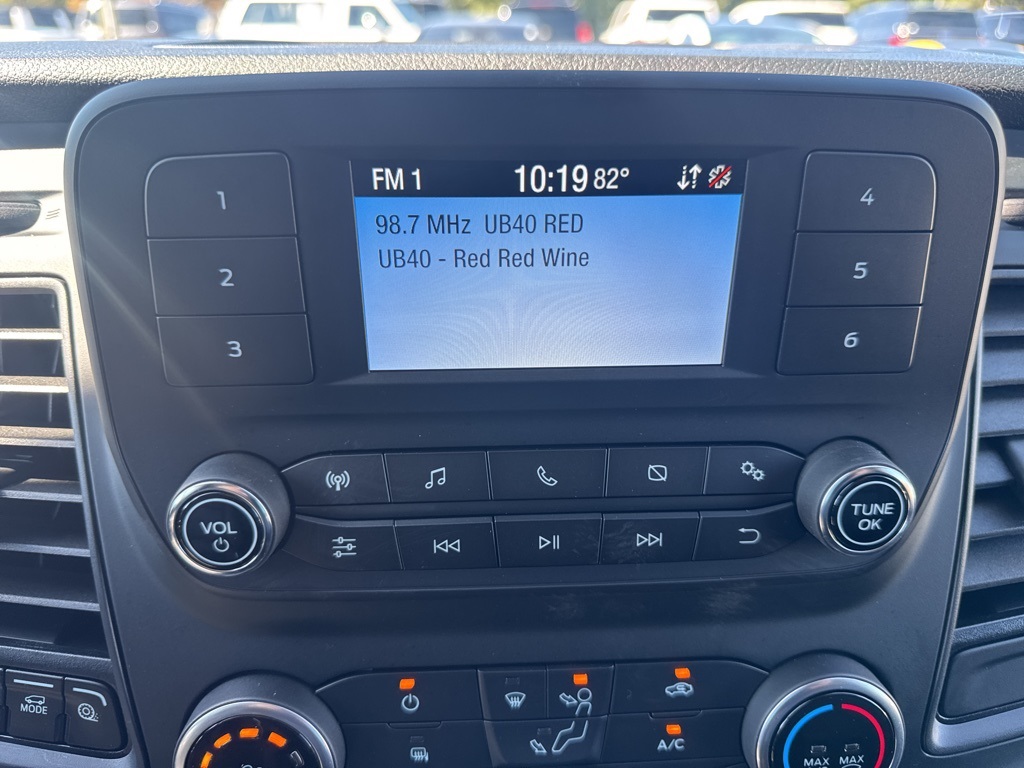 FM 1 10:19 82°
98.7 MHz UB40 RED
UB40 - Red Red Wine
1
2
3
4
5
6
VOL
TUNE
OK
MODE
A/C
MAX MAX